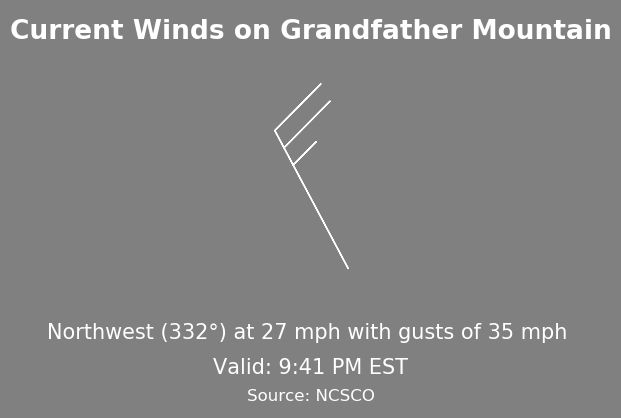 Current Winds on Grandfather Mountain
Northwest (332°) at 27 mph with gusts of 35 mph
Valid: 9:41 PM EST
Source: NCSCO